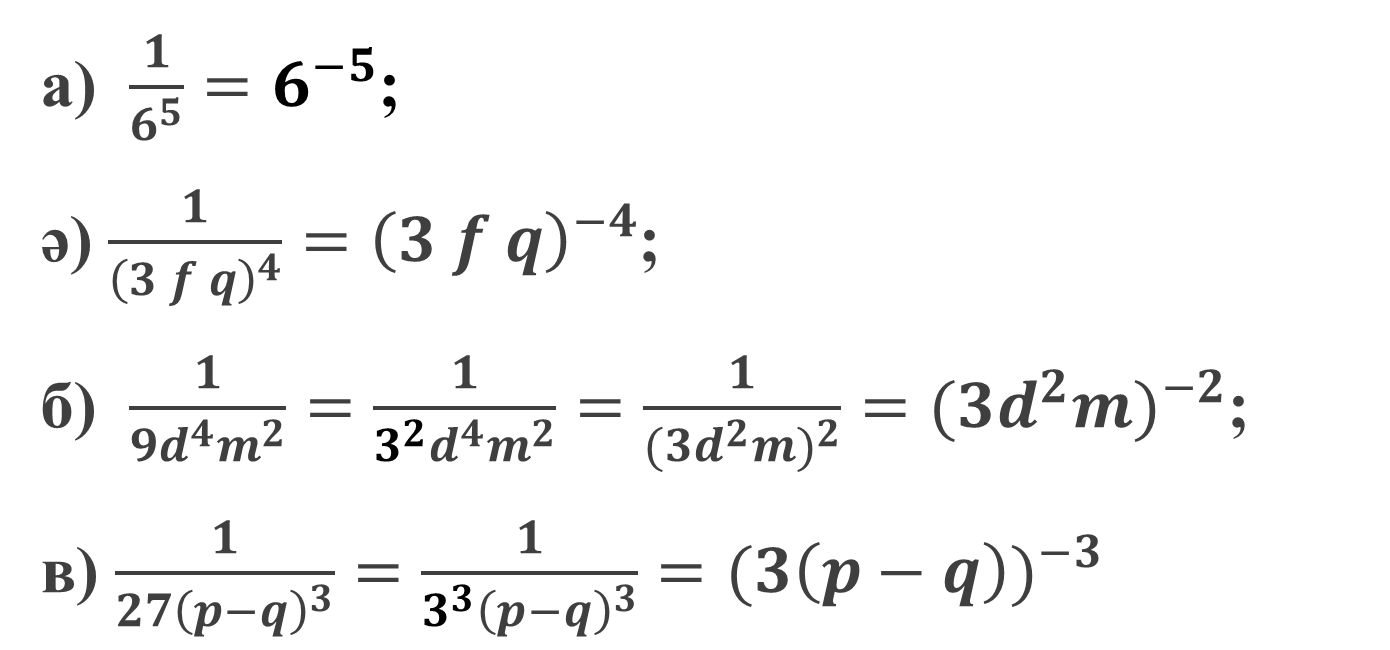 а) 1/6⁵ = 6⁻⁵;
ә) 1/(3 f q)⁴ = (3 f q)⁻⁴;
б) 1/9d⁴m² = 1/3²d⁴m² = 1/(3d²m)² = (3d²m)⁻²;
в) 1/27(p−q)³ = 1/3³(p−q)³ = (3(p − q))⁻³